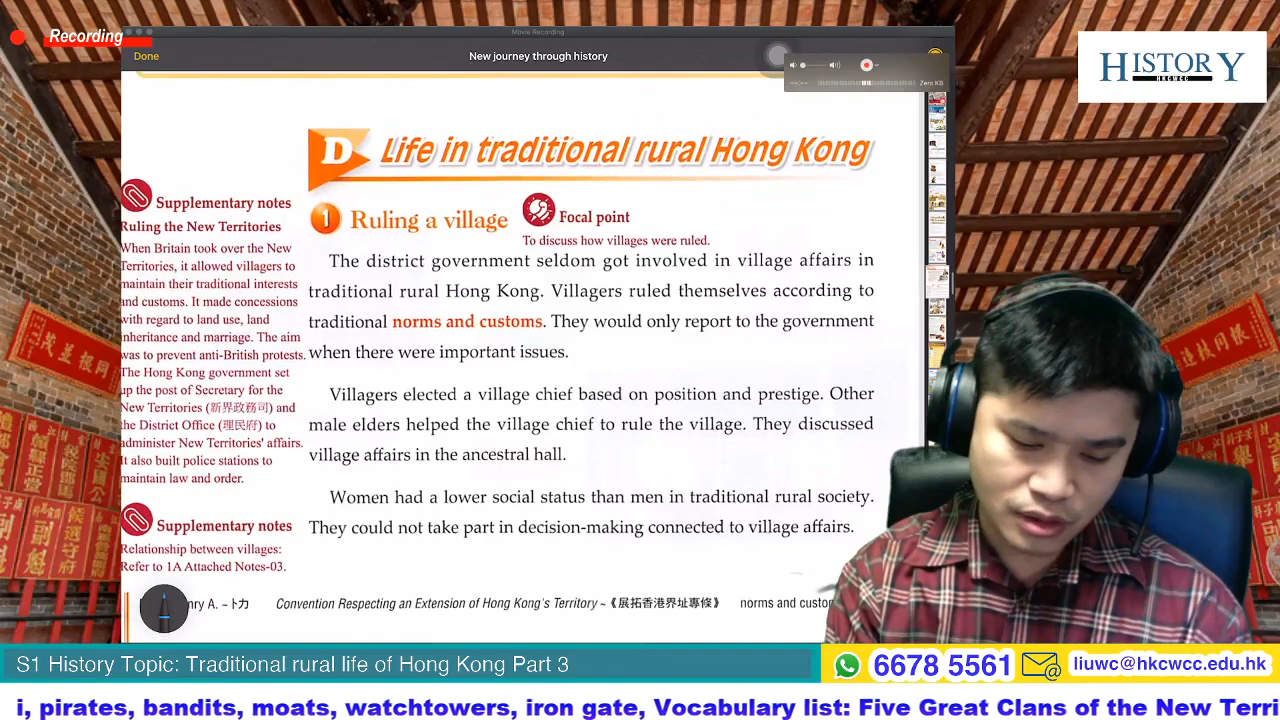 Recording
Movie Recording
Done
New journey through history
Zero KB
HISTORY
HKCWCC
D
Life in traditional rural Hong Kong
Supplementary notes
Ruling the New Territories
When Britain took over the New
Territories, it allowed villagers to
maintain their traditional interests
and customs. It made concessions
with regard to land use, land
inheritance and marriage. The aim
was to prevent anti-British protests.
The Hong Kong government set
up the post of Secretary for the
New Territories (新界政務司) and
the District Office (理民府) to
administer New Territories' affairs.
It also built police stations to
maintain law and order.
Supplementary notes
Relationship between villages:
Refer to 1A Attached Notes-03.
1 Ruling a village
Focal point
To discuss how villages were ruled.
The district government seldom got involved in village affairs in
traditional rural Hong Kong. Villagers ruled themselves according to
traditional norms and customs. They would only report to the government
when there were important issues.
Villagers elected a village chief based on position and prestige. Other
male elders helped the village chief to rule the village. They discussed
village affairs in the ancestral hall.
Women had a lower social status than men in traditional rural society.
They could not take part in decision-making connected to village affairs.
nry A. ~ 卜力
Convention Respecting an Extension of Hong Kong's Territory ~《展拓香港界址專條》
norms and custom
S1 History Topic: Traditional rural life of Hong Kong Part 3
6678 5561
liuwc@hkcwcc.edu.hk
i, pirates, bandits, moats, watchtowers, iron gate, Vocabulary list: Five Great Clans of the New Terri